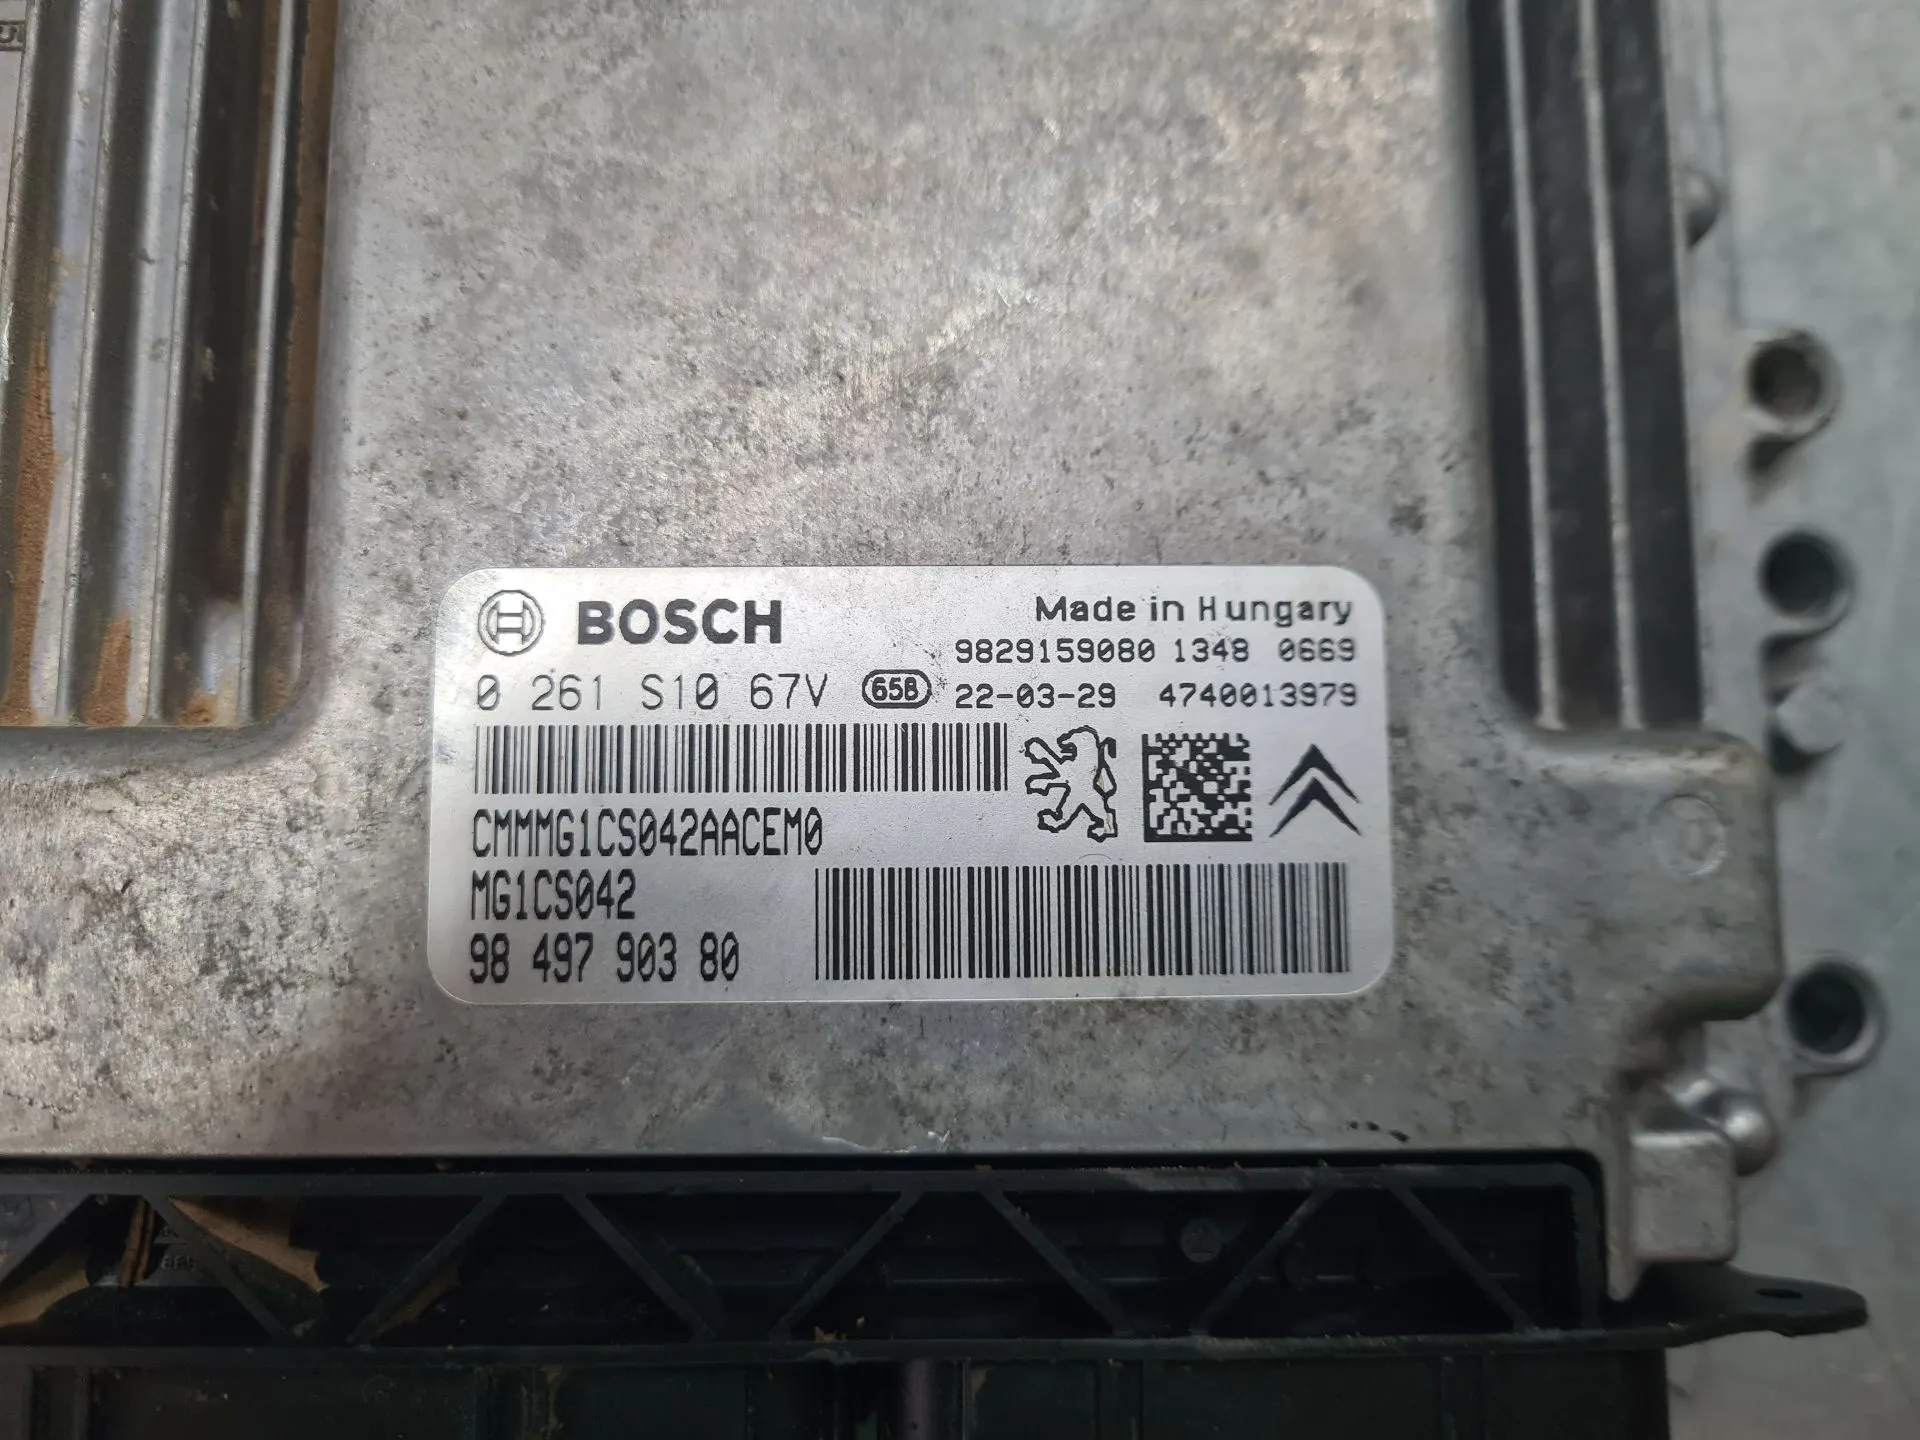 BOSCH
Made in Hungary
9829159080 1348 0669
0 261 S10 67V 65B 22-03-29 4740013979
CMMMG1CS042AACEM0
MG1CS042
98 497 903 80